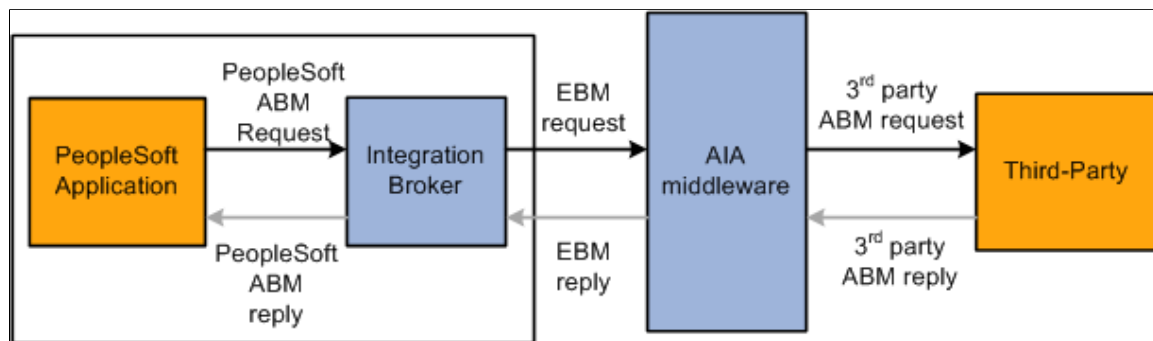 PeopleSoft
ABM
Request
EBM
request
3rd party
ABM request
PeopleSoft
Application
Integration
Broker
AIA
middleware
Third-Party
PeopleSoft
ABM
reply
EBM
reply
3rd party
ABM reply